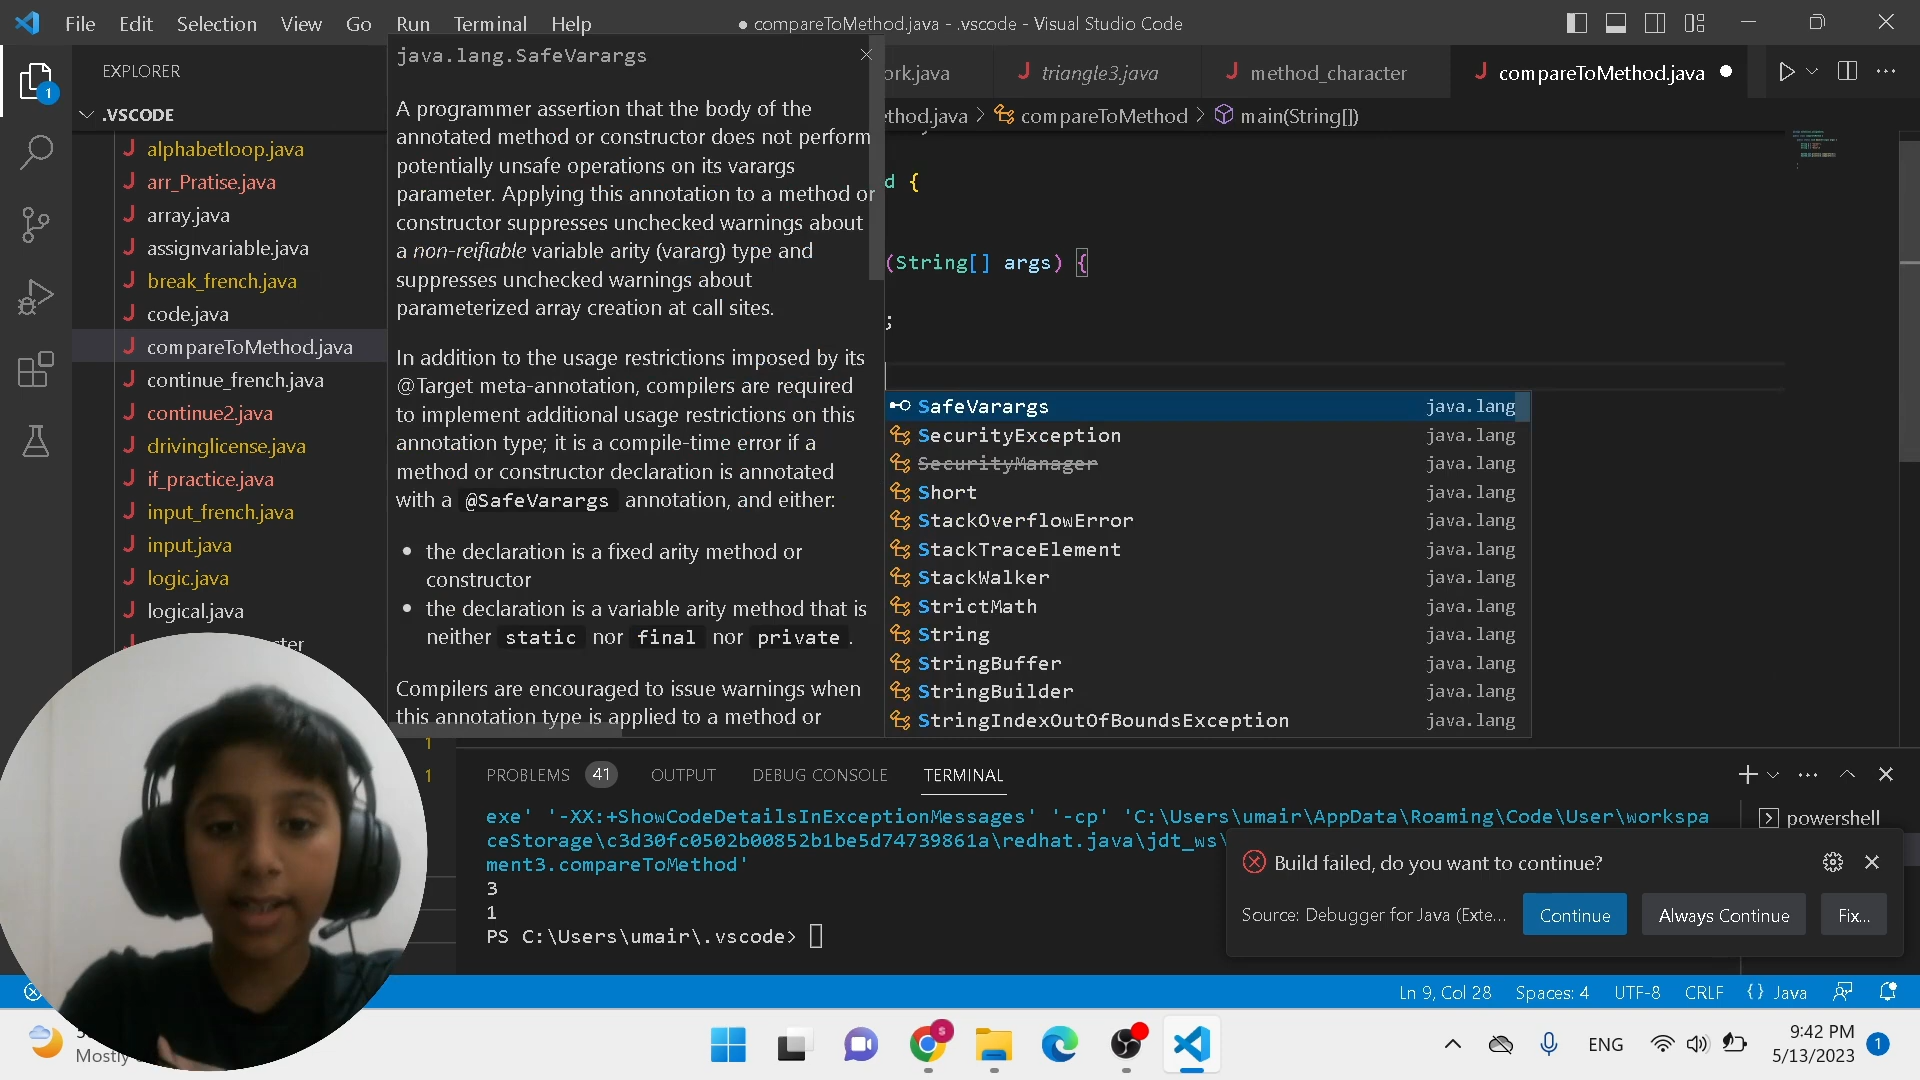 File Edit Selection View Go Run Terminal Help
● compareToMethod.java - .vscode - Visual Studio Code
EXPLORER
.VSCODE
alphabetloop.java
arr_Pratise.java
array.java
assignvariable.java
break_french.java
code.java
compareToMethod.java
continue_french.java
continue2.java
drivinglicense.java
if_practice.java
input_french.java
input.java
logic.java
logical.java
ter
1
java.lang.SafeVarargs
A programmer assertion that the body of the
annotated method or constructor does not perform
potentially unsafe operations on its varargs
parameter. Applying this annotation to a method or
constructor suppresses unchecked warnings about
a non-reifiable variable arity (vararg) type and
suppresses unchecked warnings about
parameterized array creation at call sites.
In addition to the usage restrictions imposed by its
@Target meta-annotation, compilers are required
to implement additional usage restrictions on this
annotation type; it is a compile-time error if a
method or constructor declaration is annotated
with a @SafeVarargs annotation, and either:
• the declaration is a fixed arity method or
constructor
• the declaration is a variable arity method that is
neither static nor final nor private .
Compilers are encouraged to issue warnings when
this annotation type is applied to a method or
1
1
ork.java triangle3.java method_character compareToMethod.java ●
ethod.java > compareToMethod > main(String[])
d {
(String[] args) {
;
SafeVarargs java.lang
SecurityException java.lang
SecurityManager java.lang
Short java.lang
StackOverflowError java.lang
StackTraceElement java.lang
StackWalker java.lang
StrictMath java.lang
String java.lang
StringBuffer java.lang
StringBuilder java.lang
StringIndexOutOfBoundsException java.lang
PROBLEMS 41 OUTPUT DEBUG CONSOLE TERMINAL
exe' '-XX:+ShowCodeDetailsInExceptionMessages' '-cp' 'C:\Users\umair\AppData\Roaming\Code\User\workspa
ceStorage\c3d30fc0502b00852b1be5d74739861a\redhat.java\jdt_ws\
ment3.compareToMethod'
3
1
PS C:\Users\umair\.vscode>
powershell
Build failed, do you want to continue?
Source: Debugger for Java (Exte...
Continue Always Continue Fix...
Ln 9, Col 28 Spaces: 4 UTF-8 CRLF {} Java
Mostly
S
ENG
9:42 PM
5/13/2023
1